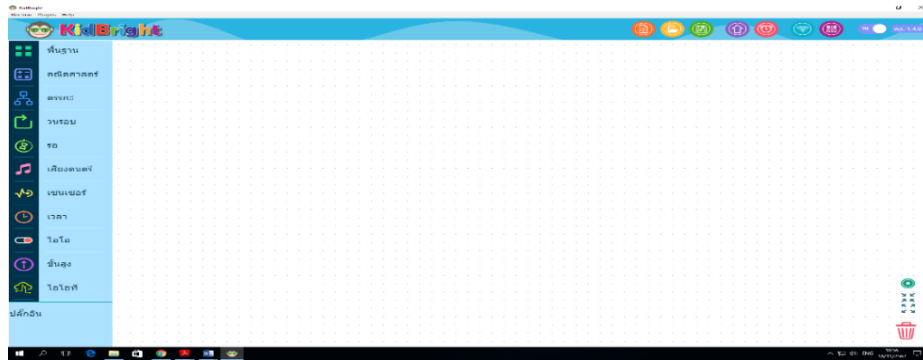 KidBright
KidBright
พื้นฐาน
คณิตศาสตร์
ตรรกะ
วนรอบ
รอ
เสียงดนตรี
เซนเซอร์
เวลา
ไอโอ
ขั้นสูง
ไอโอที
ปลั๊กอิน
ENG